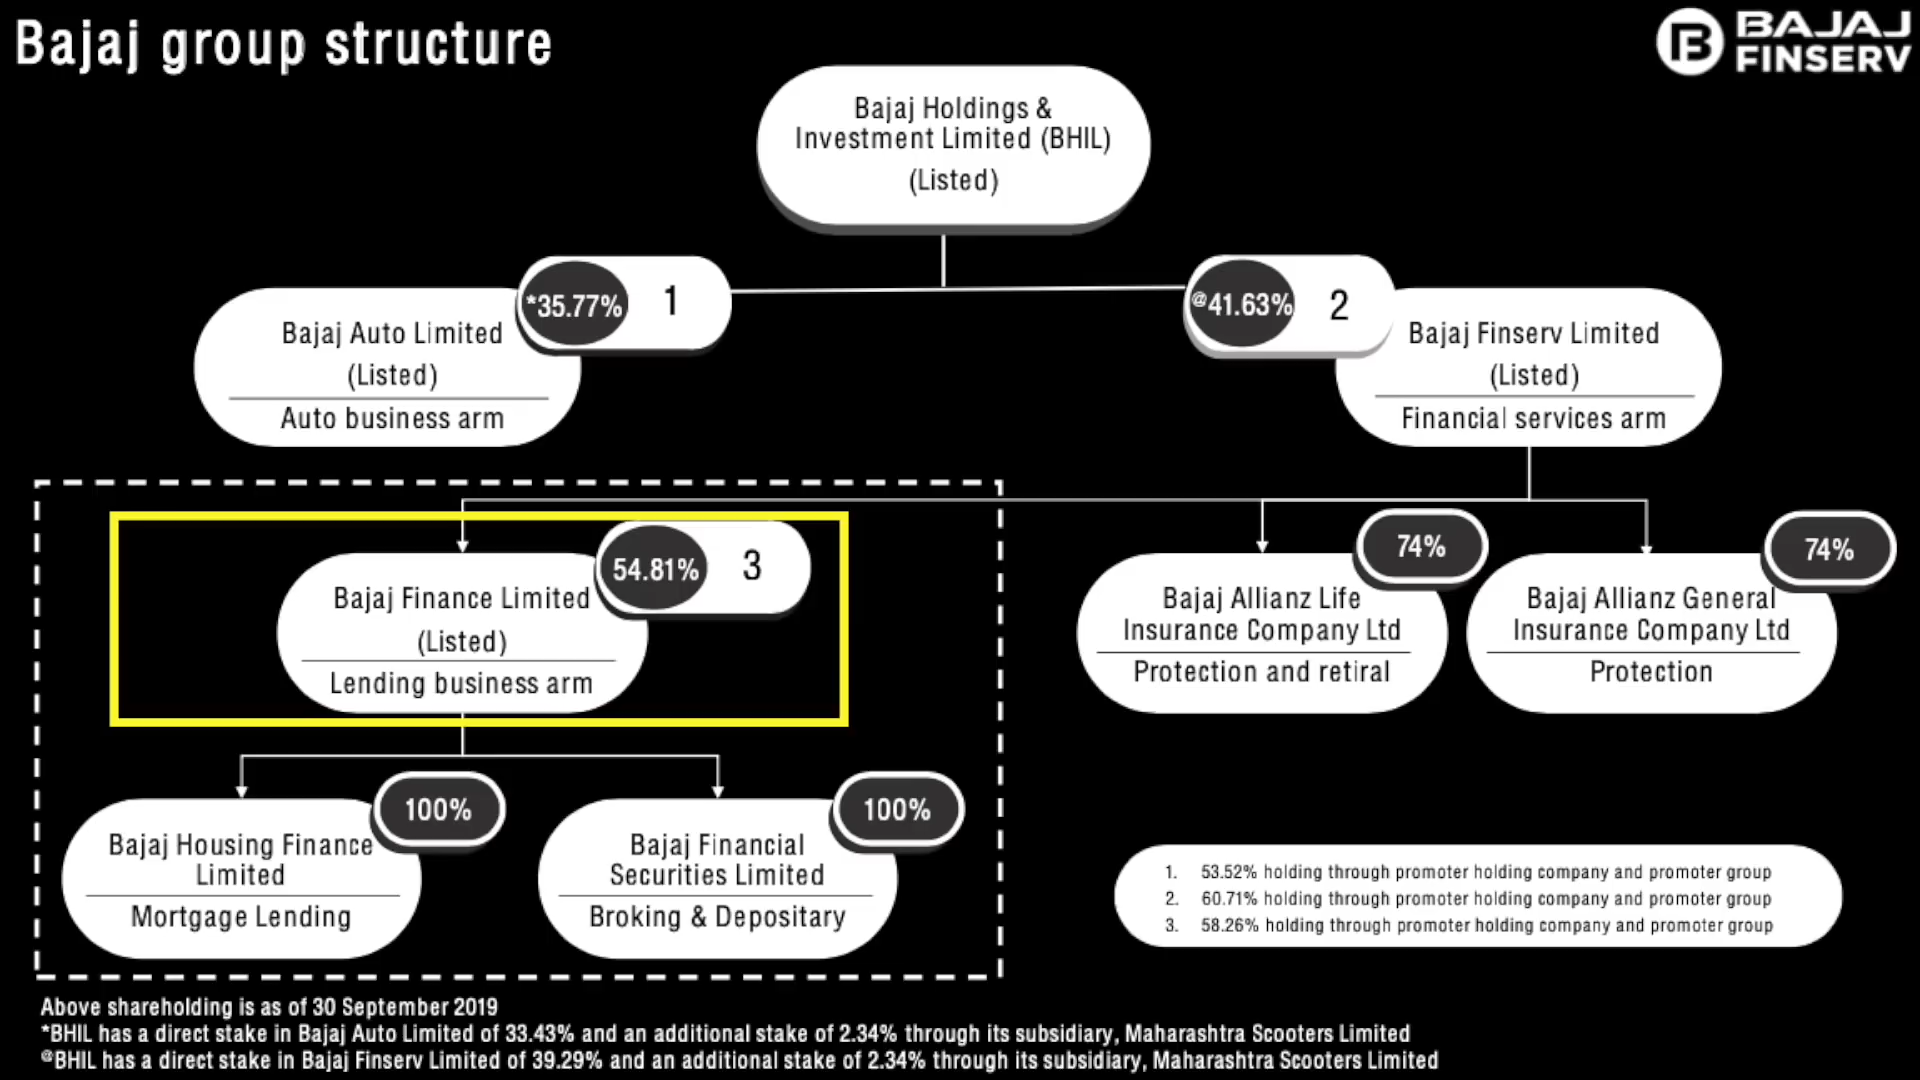 Bajaj group structure
BAJAJ
FINSERV
Bajaj Holdings &
Investment Limited (BHIL)
(Listed)
*35.77%
1
@41.63%
2
Bajaj Auto Limited
(Listed)
Auto business arm
Bajaj Finserv Limited
(Listed)
Financial services arm
54.81%
3
Bajaj Finance Limited
(Listed)
Lending business arm
74%
Bajaj Allianz Life
Insurance Company Ltd
Protection and retiral
74%
Bajaj Allianz General
Insurance Company Ltd
Protection
100%
Bajaj Housing Finance
Limited
Mortgage Lending
100%
Bajaj Financial
Securities Limited
Broking & Depositary
1. 53.52% holding through promoter holding company and promoter group
2. 60.71% holding through promoter holding company and promoter group
3. 58.26% holding through promoter holding company and promoter group
Above shareholding is as of 30 September 2019
*BHIL has a direct stake in Bajaj Auto Limited of 33.43% and an additional stake of 2.34% through its subsidiary, Maharashtra Scooters Limited
@BHIL has a direct stake in Bajaj Finserv Limited of 39.29% and an additional stake of 2.34% through its subsidiary, Maharashtra Scooters Limited